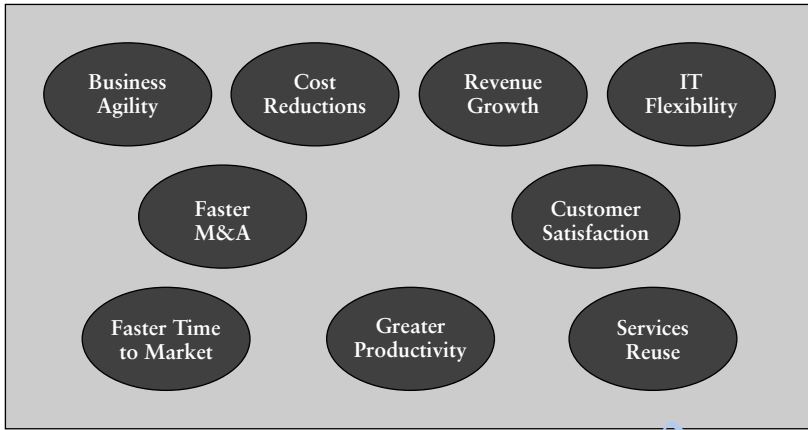 Business
Agility
Cost
Reductions
Revenue
Growth
IT
Flexibility
Faster
M&A
Customer
Satisfaction
Faster Time
to Market
Greater
Productivity
Services
Reuse